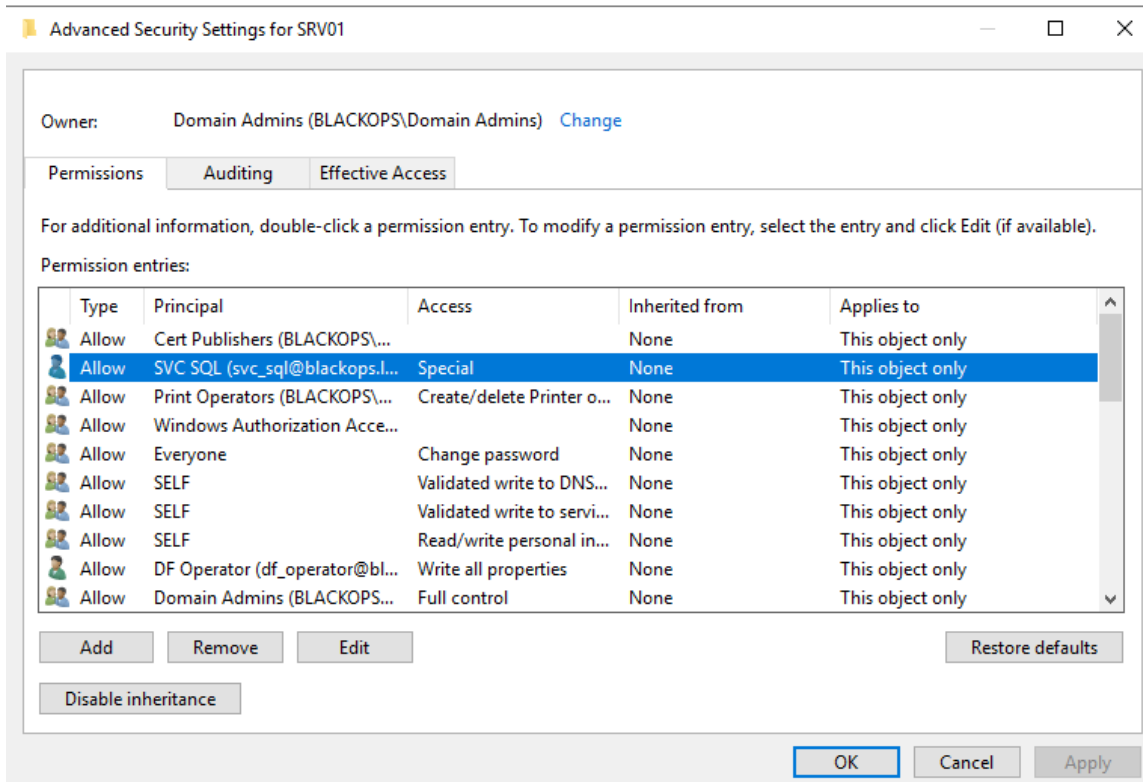 Advanced Security Settings for SRV01
Owner: Domain Admins (BLACKOPS\Domain Admins) Change
Permissions Auditing Effective Access
For additional information, double-click a permission entry. To modify a permission entry, select the entry and click Edit (if available).
Permission entries:
Type Principal Access Inherited from Applies to
Allow Cert Publishers (BLACKOPS\... None This object only
Allow SVC SQL (svc_sql@blackops.l... Special None This object only
Allow Print Operators (BLACKOPS\... Create/delete Printer o... None This object only
Allow Windows Authorization Acce... None This object only
Allow Everyone Change password None This object only
Allow SELF Validated write to DNS... None This object only
Allow SELF Validated write to servi... None This object only
Allow SELF Read/write personal in... None This object only
Allow DF Operator (df_operator@bl... Write all properties None This object only
Allow Domain Admins (BLACKOPS... Full control None This object only
Add Remove Edit Restore defaults
Disable inheritance
OK Cancel Apply